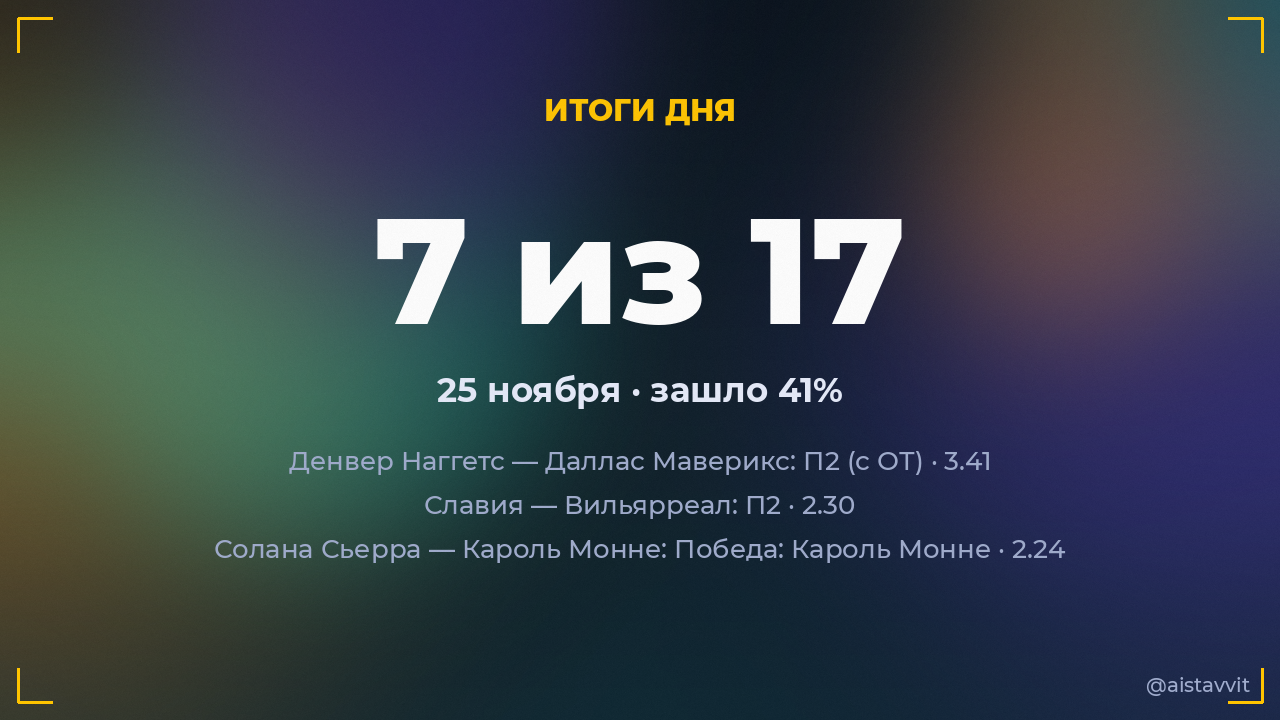 ИТОГИ ДНЯ
7 из 17
25 ноября · зашло 41%
Денвер Наггетс — Даллас Маверикс: П2 (с ОТ) · 3.41
Славия — Вильярреал: П2 · 2.30
Солана Сьерра — Кароль Монне: Победа: Кароль Монне · 2.24
@aistavvit